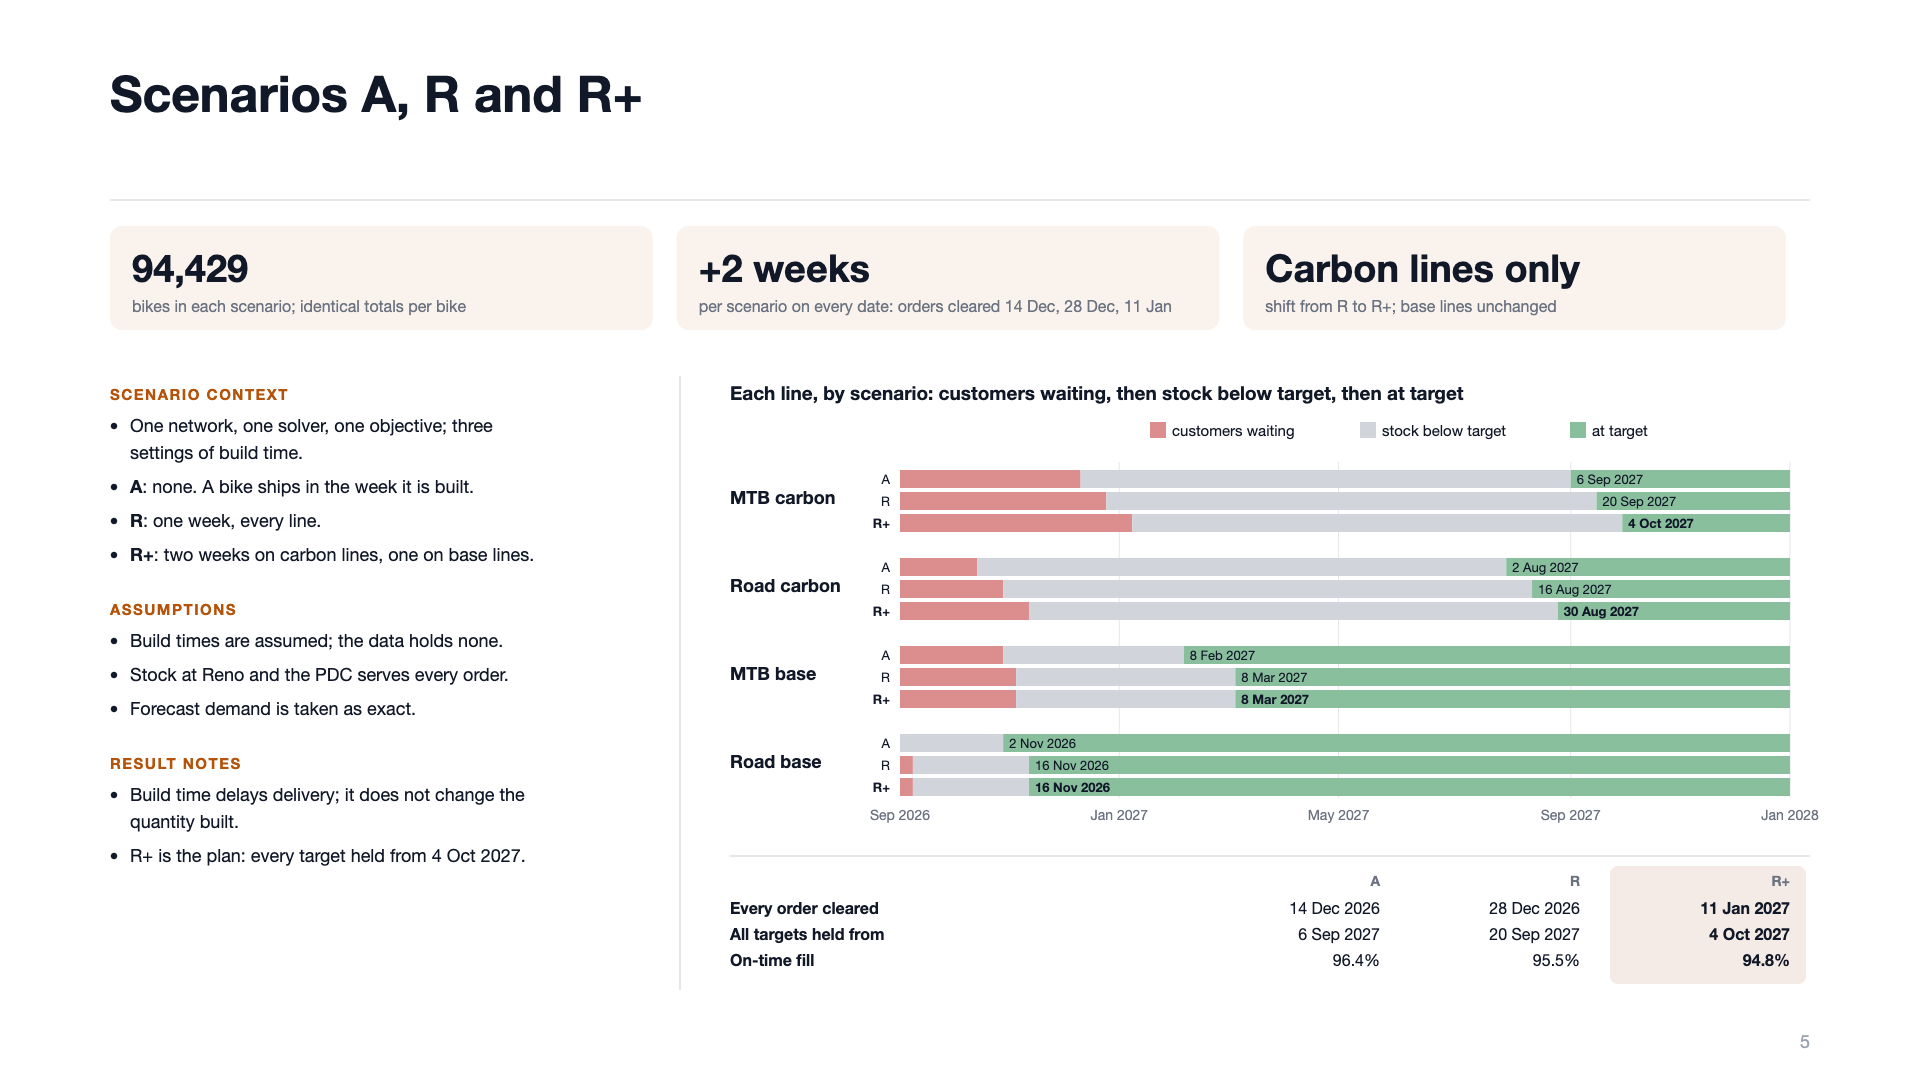 Scenarios A, R and R+
94,429
bikes in each scenario; identical totals per bike
+2 weeks
per scenario on every date: orders cleared 14 Dec, 28 Dec, 11 Jan
Carbon lines only
shift from R to R+; base lines unchanged
SCENARIO CONTEXT
• One network, one solver, one objective; three
settings of build time.
• A: none. A bike ships in the week it is built.
• R: one week, every line.
• R+: two weeks on carbon lines, one on base lines.
ASSUMPTIONS
• Build times are assumed; the data holds none.
• Stock at Reno and the PDC serves every order.
• Forecast demand is taken as exact.
RESULT NOTES
• Build time delays delivery; it does not change the
quantity built.
• R+ is the plan: every target held from 4 Oct 2027.
Each line, by scenario: customers waiting, then stock below target, then at target
customers waiting stock below target at target
MTB carbon
A 6 Sep 2027
R 20 Sep 2027
R+ 4 Oct 2027
Road carbon
A 2 Aug 2027
R 16 Aug 2027
R+ 30 Aug 2027
MTB base
A 8 Feb 2027
R 8 Mar 2027
R+ 8 Mar 2027
Road base
A 2 Nov 2026
R 16 Nov 2026
R+ 16 Nov 2026
Sep 2026 Jan 2027 May 2027 Sep 2027 Jan 2028
A R R+
Every order cleared 14 Dec 2026 28 Dec 2026 11 Jan 2027
All targets held from 6 Sep 2027 20 Sep 2027 4 Oct 2027
On-time fill 96.4% 95.5% 94.8%
5